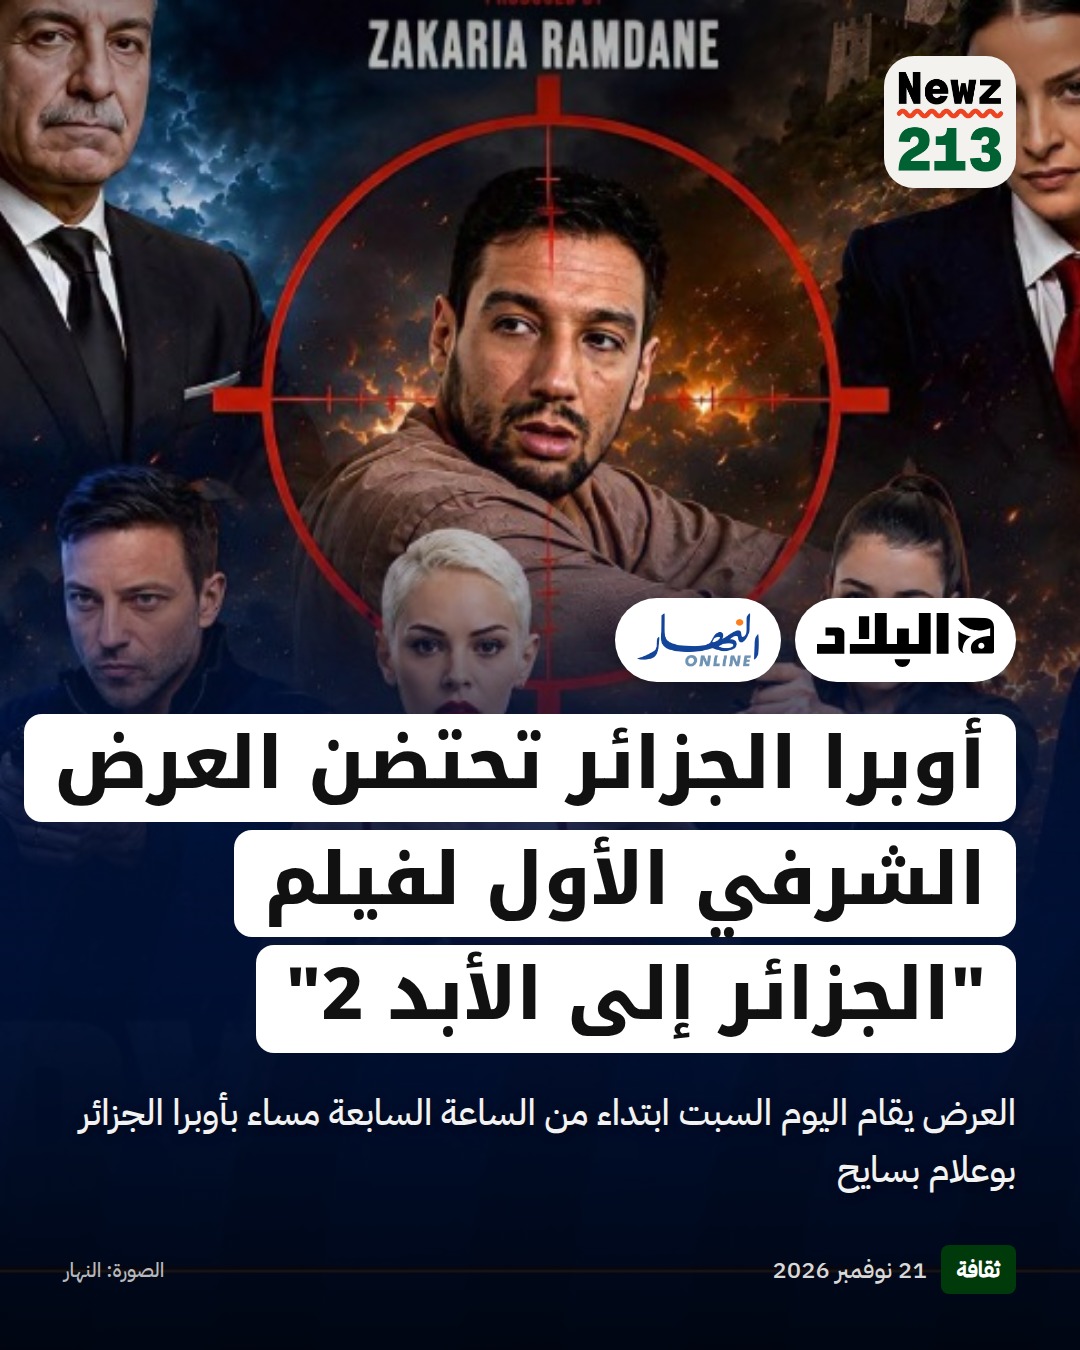 ZAKARIA RAMDANE
Newz
213
البلاد
النهار
ONLINE
أوبرا الجزائر تحتضن العرض
الشرفي الأول لفيلم
"الجزائر إلى الأبد 2"
العرض يقام اليوم السبت ابتداء من الساعة السابعة مساء بأوبرا الجزائر
بوعلام بسايح
ثقافة
21 نوفمبر 2026
الصورة: النهار